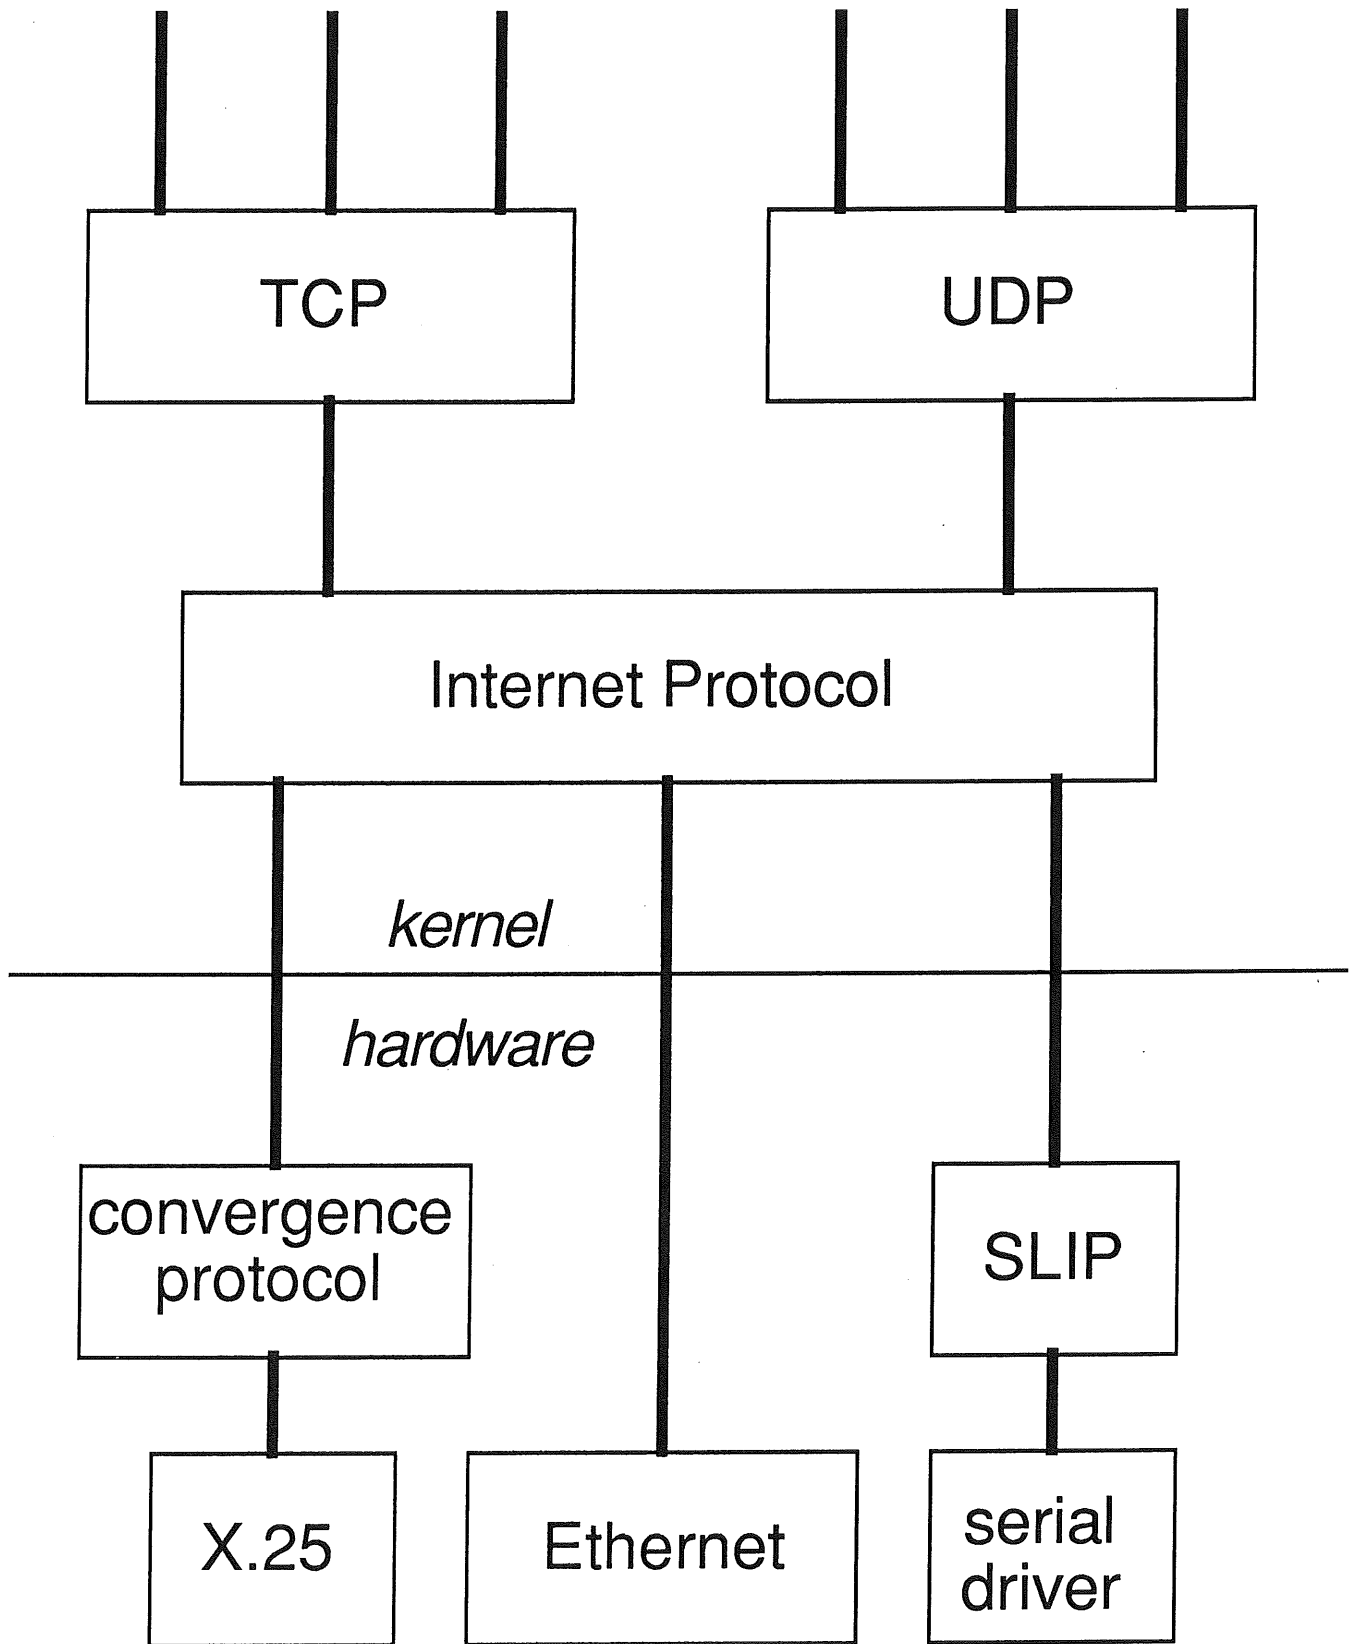 TCP
UDP
Internet Protocol
kernel
hardware
convergence
protocol
SLIP
X.25
Ethernet
serial
driver